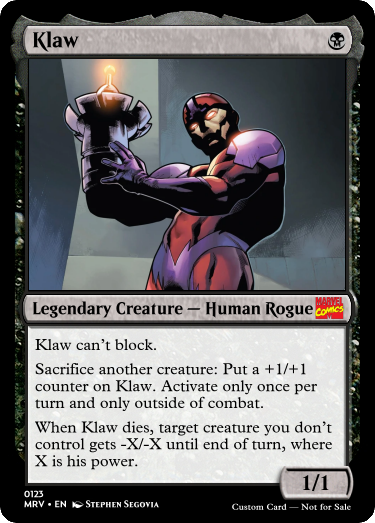 Klaw
Legendary Creature — Human Rogue
MARVEL
COMICS
Klaw can't block.
Sacrifice another creature: Put a +1/+1
counter on Klaw. Activate only once per
turn and only outside of combat.
When Klaw dies, target creature you don't
control gets -X/-X until end of turn, where
X is his power.
1/1
0123
MRV • EN Stephen Segovia
Custom Card — Not for Sale